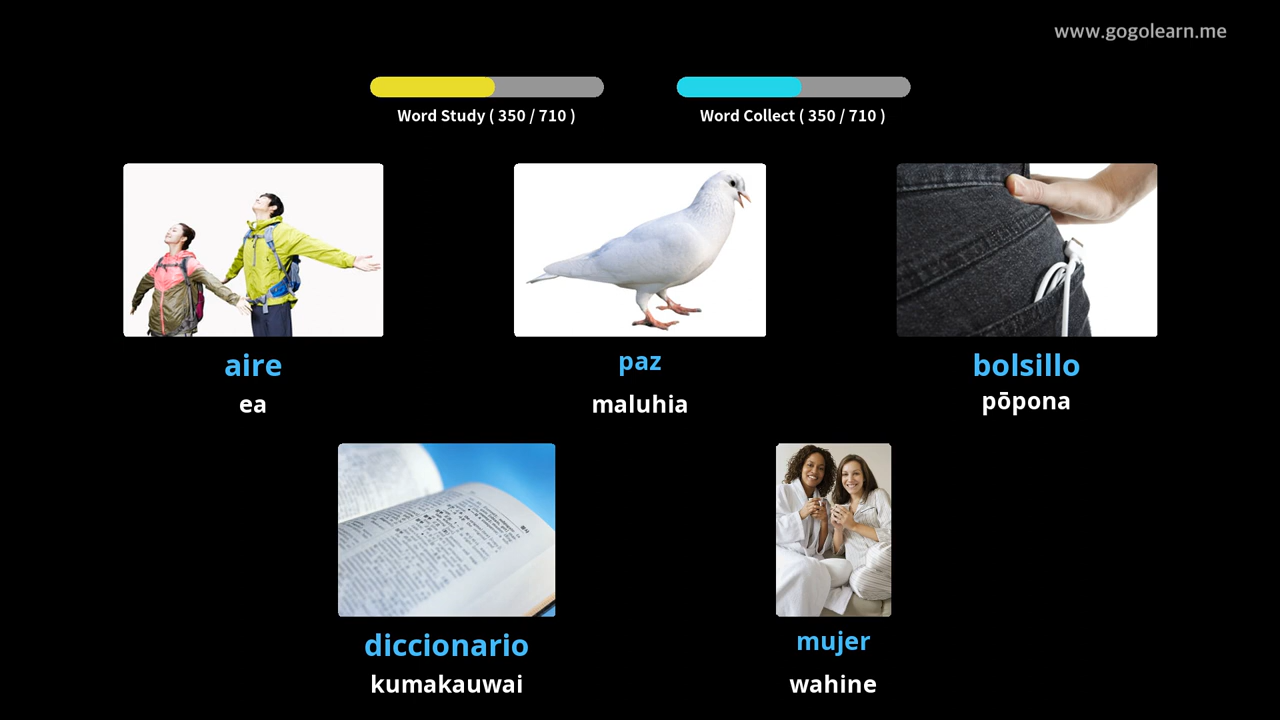 www.gogolearn.me
Word Study ( 350 / 710 )
Word Collect ( 350 / 710 )
aire
ea
paz
maluhia
bolsillo
pōpona
diccionario
kumakauwai
mujer
wahine